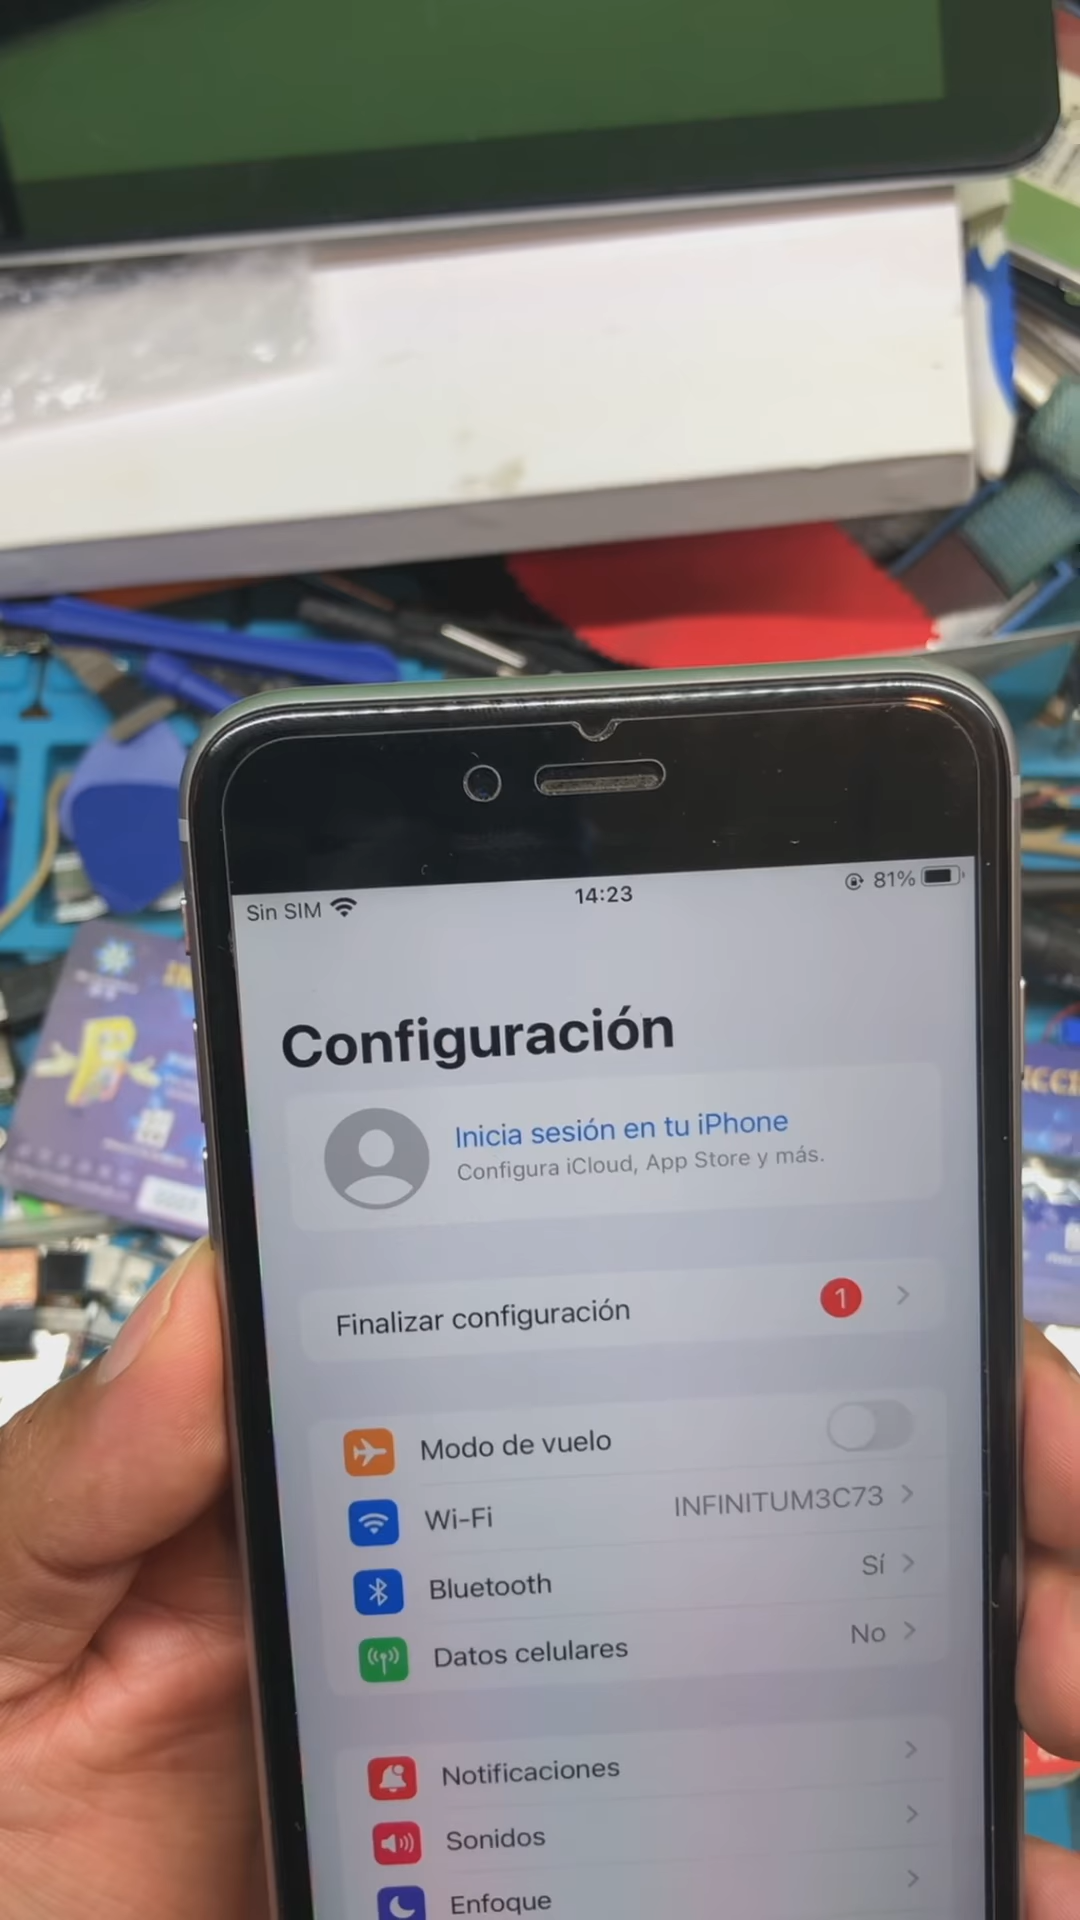 Sin SIM
14:23
81%
Configuración
Inicia sesión en tu iPhone
Configura iCloud, App Store y más.
Finalizar configuración
1
Modo de vuelo
Wi-Fi
INFINITUM3C73
Bluetooth
Sí
Datos celulares
No
Notificaciones
Sonidos
Enfoque